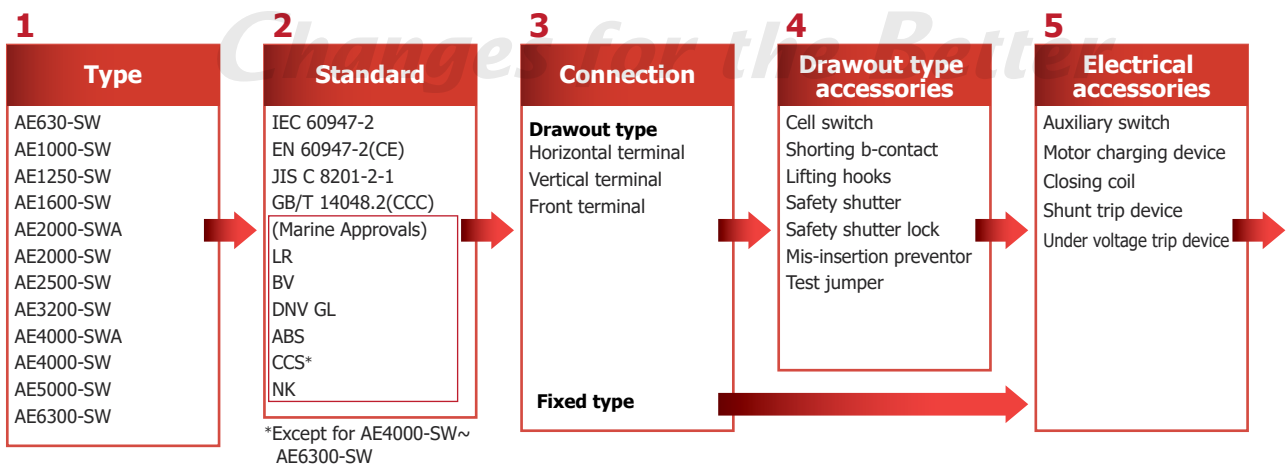 Changes for the Better
1
Type
AE630-SW
AE1000-SW
AE1250-SW
AE1600-SW
AE2000-SWA
AE2000-SW
AE2500-SW
AE3200-SW
AE4000-SWA
AE4000-SW
AE5000-SW
AE6300-SW
2
Standard
IEC 60947-2
EN 60947-2(CE)
JIS C 8201-2-1
GB/T 14048.2(CCC)
(Marine Approvals)
LR
BV
DNV GL
ABS
CCS*
NK
*Except for AE4000-SW~
AE6300-SW
3
Connection
Drawout type
Horizontal terminal
Vertical terminal
Front terminal
Fixed type
4
Drawout type
accessories
Cell switch
Shorting b-contact
Lifting hooks
Safety shutter
Safety shutter lock
Mis-insertion preventor
Test jumper
5
Electrical
accessories
Auxiliary switch
Motor charging device
Closing coil
Shunt trip device
Under voltage trip device